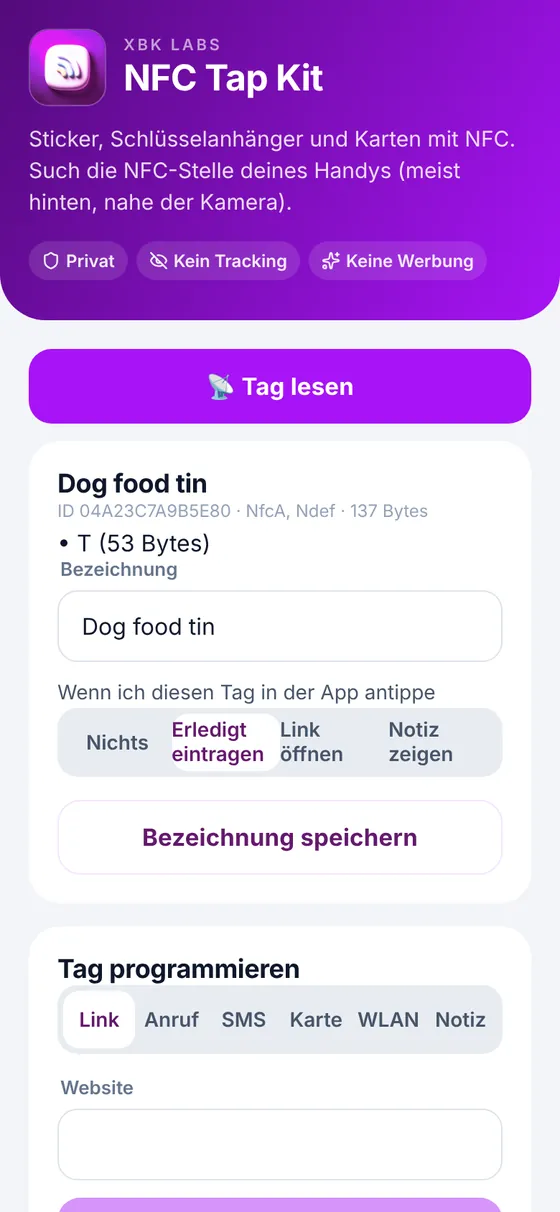 XBK LABS
NFC Tap Kit
Sticker, Schlüsselanhänger und Karten mit NFC.
Such die NFC-Stelle deines Handys (meist
hinten, nahe der Kamera).
Privat
Kein Tracking
Keine Werbung
📡 Tag lesen
Dog food tin
ID 04A23C7A9B5E80 · NfcA, Ndef · 137 Bytes
• T (53 Bytes)
Bezeichnung
Dog food tin
Wenn ich diesen Tag in der App antippe
Nichts
Erledigt
eintragen
Link
öffnen
Notiz
zeigen
Bezeichnung speichern
Tag programmieren
Link
Anruf
SMS
Karte
WLAN
Notiz
Website